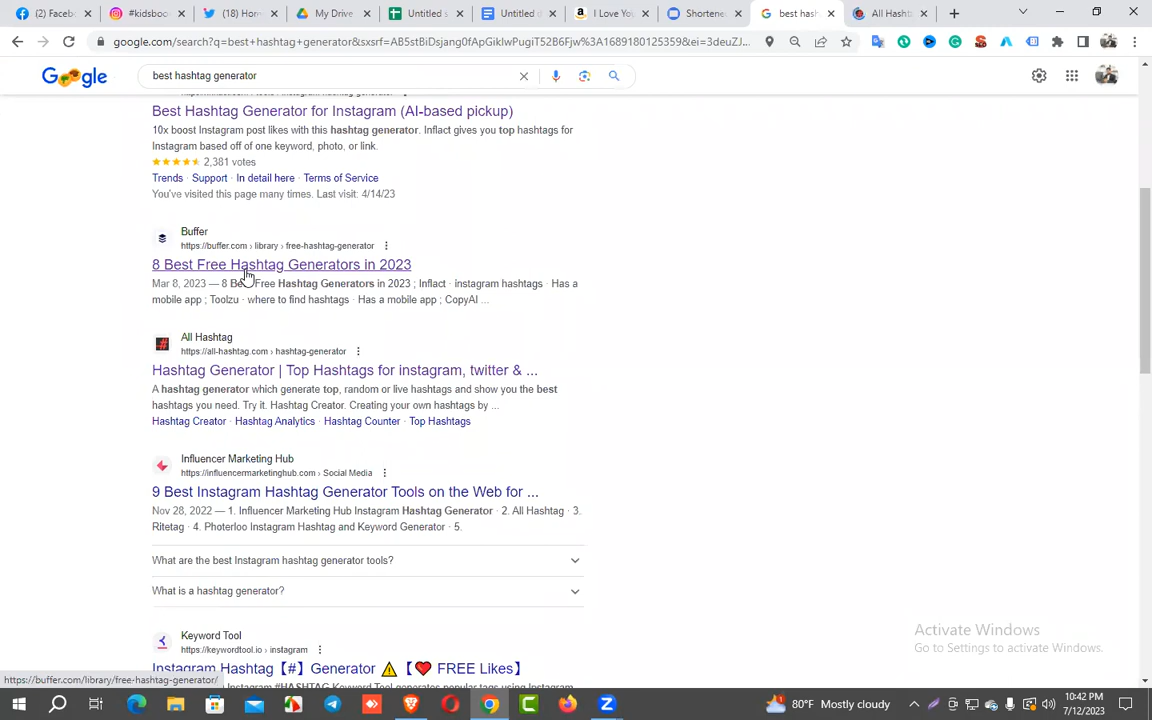 (2) Faceb
#kidsbool
(18) Hom
My Drive
Untitled s
Untitled d
I Love You
Shortene
best hash
All Hasht
google.com/search?q=best+hashtag+generator&sxsrf=AB5stBiDsjang0fApGiklwPugiT52B6Fjw%3A1689180125359&ei=3deuZJ...
Google
best hashtag generator
Best Hashtag Generator for Instagram (AI-based pickup)
10x boost Instagram post likes with this hashtag generator. Inflact gives you top hashtags for
Instagram based off of one keyword, photo, or link.
2,381 votes
Trends · Support · In detail here · Terms of Service
You've visited this page many times. Last visit: 4/14/23
Buffer
https://buffer.com › library › free-hashtag-generator
8 Best Free Hashtag Generators in 2023
Mar 8, 2023 — 8 Best Free Hashtag Generators in 2023 ; Inflact · instagram hashtags · Has a
mobile app ; Toolzu · where to find hashtags · Has a mobile app ; CopyAI ...
All Hashtag
https://all-hashtag.com › hashtag-generator
Hashtag Generator | Top Hashtags for instagram, twitter & ...
A hashtag generator which generate top, random or live hashtags and show you the best
hashtags you need. Try it. Hashtag Creator. Creating your own hashtags by ...
Hashtag Creator · Hashtag Analytics · Hashtag Counter · Top Hashtags
Influencer Marketing Hub
https://influencermarketinghub.com › Social Media
9 Best Instagram Hashtag Generator Tools on the Web for ...
Nov 28, 2022 — 1. Influencer Marketing Hub Instagram Hashtag Generator · 2. All Hashtag · 3.
Ritetag · 4. Photerloo Instagram Hashtag and Keyword Generator · 5.
What are the best Instagram hashtag generator tools?
What is a hashtag generator?
Keyword Tool
https://keywordtool.io › instagram
Instagram Hashtag【#】Generator ⚠️【❤️ FREE Likes】
Activate Windows
Go to Settings to activate Windows.
https://buffer.com/library/free-hashtag-generator/
80°F Mostly cloudy
10:42 PM
7/12/2023